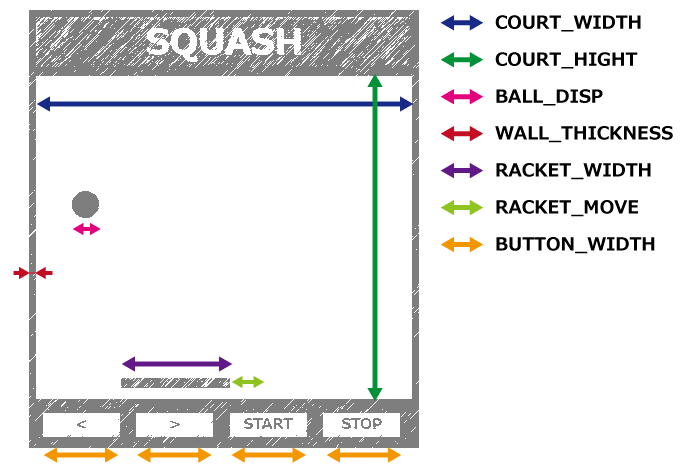 SQUASH
COURT_WIDTH
COURT_HIGHT
BALL_DISP
WALL_THICKNESS
RACKET_WIDTH
RACKET_MOVE
BUTTON_WIDTH
< > START STOP